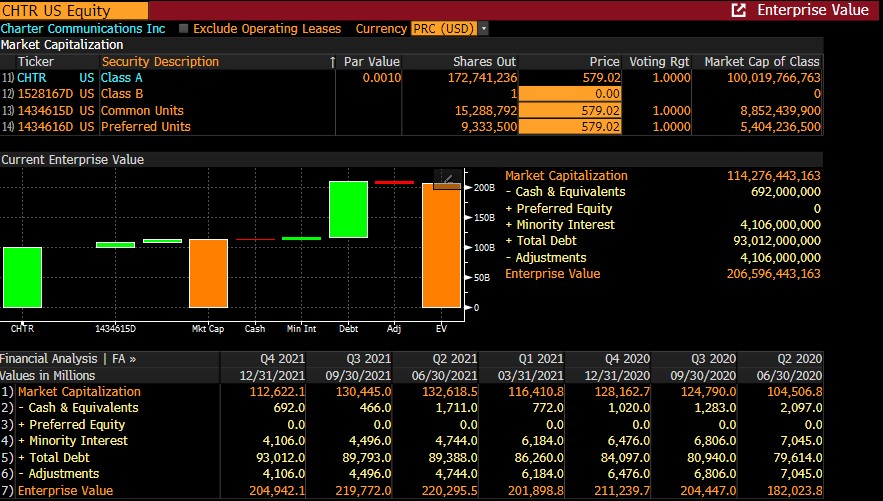 CHTR US Equity Enterprise Value
Charter Communications Inc Exclude Operating Leases Currency PRC (USD)
Market Capitalization
Ticker Security Description ↑ Par Value Shares Out Price Voting Rgt Market Cap of Class
11) CHTR US Class A 0.0010 172,741,236 579.02 1.0000 100,019,766,763
12) 1528167D US Class B 1 0.00 0
13) 1434615D US Common Units 15,288,792 579.02 1.0000 8,852,439,900
14) 1434616D US Preferred Units 9,333,500 579.02 1.0000 5,404,236,500
Current Enterprise Value
Market Capitalization 114,276,443,163
- Cash & Equivalents 692,000,000
+ Preferred Equity 0
+ Minority Interest 4,106,000,000
+ Total Debt 93,012,000,000
- Adjustments 4,106,000,000
Enterprise Value 206,596,443,163
200B
150B
100B
50B
0
CHTR 1434615D Mkt Cap Cash Min Int Debt Adj EV
Financial Analysis | FA » Q4 2021 Q3 2021 Q2 2021 Q1 2021 Q4 2020 Q3 2020 Q2 2020
Values in Millions 12/31/2021 09/30/2021 06/30/2021 03/31/2021 12/31/2020 09/30/2020 06/30/2020
1) Market Capitalization 112,622.1 130,445.0 132,618.5 116,410.8 128,162.7 124,790.0 104,506.8
2) - Cash & Equivalents 692.0 466.0 1,711.0 772.0 1,020.0 1,283.0 2,097.0
3) + Preferred Equity 0.0 0.0 0.0 0.0 0.0 0.0 0.0
4) + Minority Interest 4,106.0 4,496.0 4,744.0 6,184.0 6,476.0 6,806.0 7,045.0
5) + Total Debt 93,012.0 89,793.0 89,388.0 86,260.0 84,097.0 80,940.0 79,614.0
6) - Adjustments 4,106.0 4,496.0 4,744.0 6,184.0 6,476.0 6,806.0 7,045.0
7) Enterprise Value 204,942.1 219,772.0 220,295.5 201,898.8 211,239.7 204,447.0 182,023.8